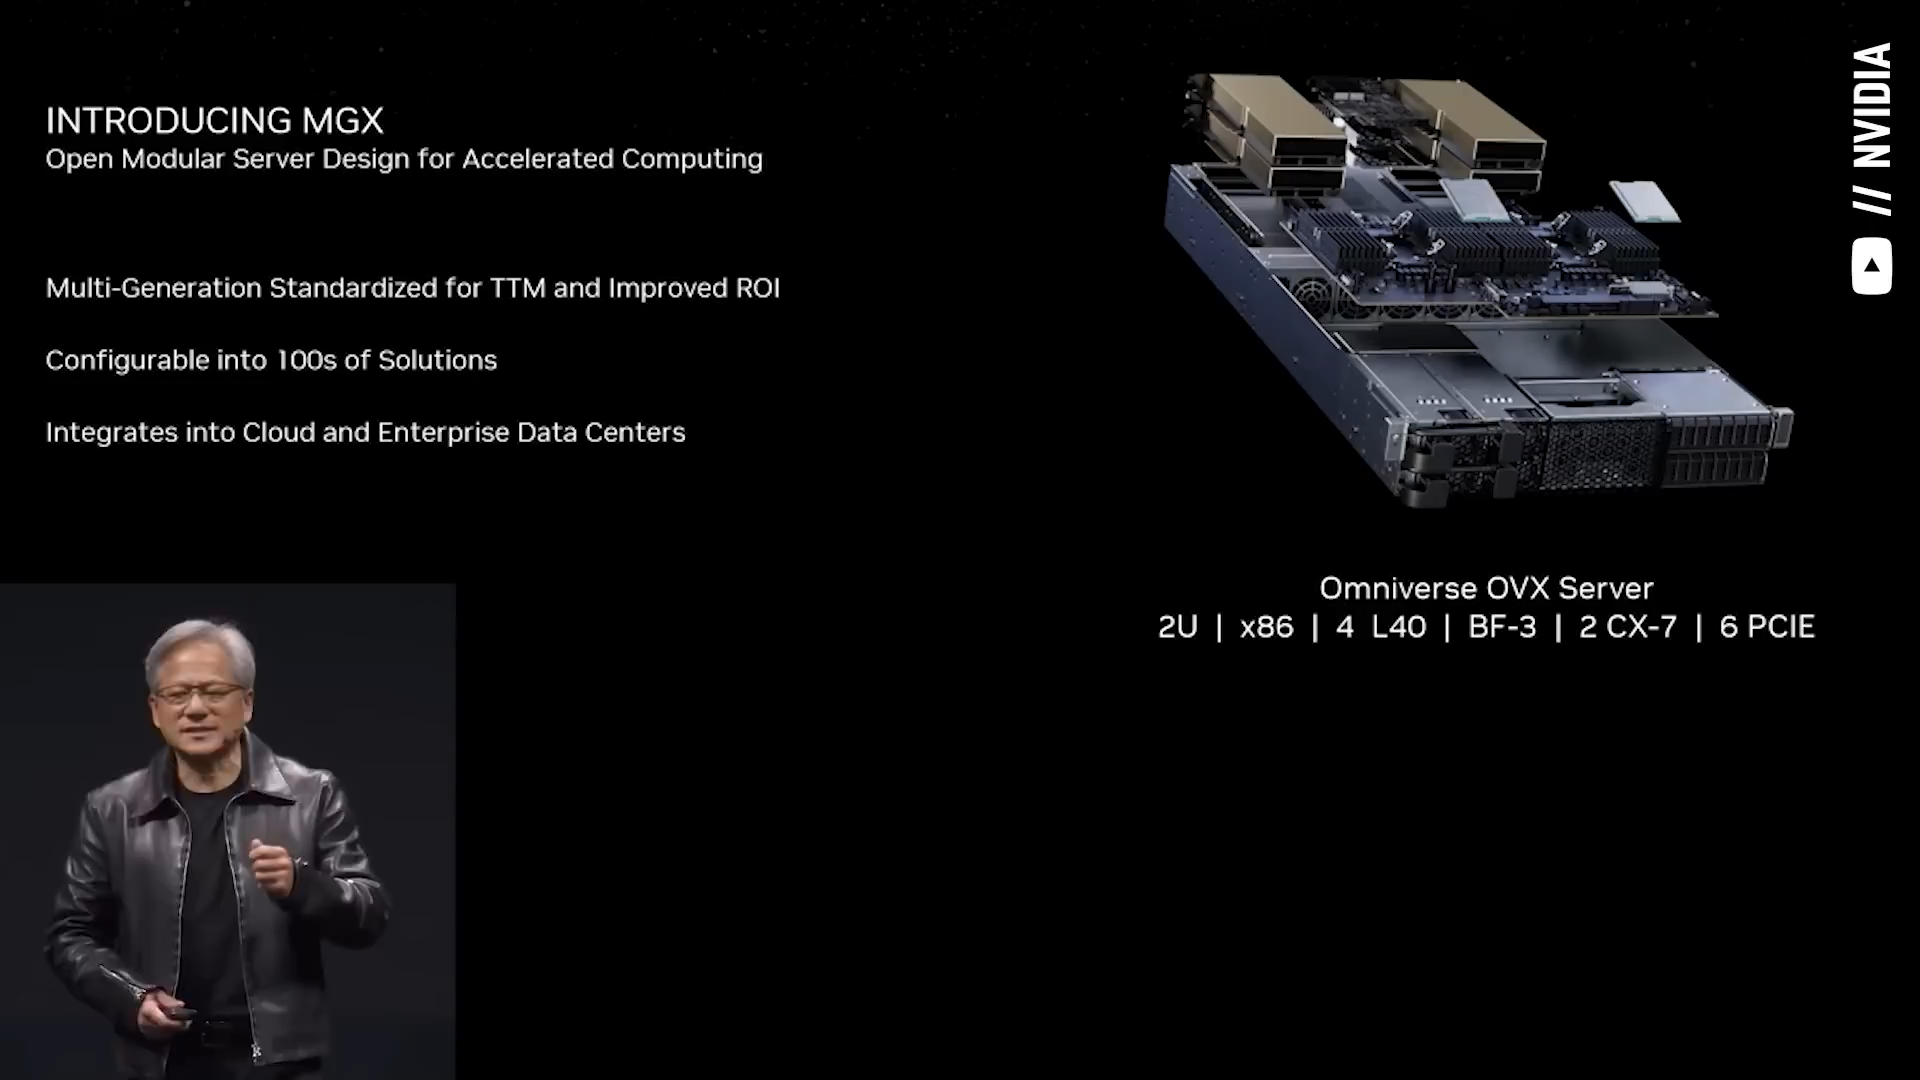 INTRODUCING MGX
Open Modular Server Design for Accelerated Computing
Multi-Generation Standardized for TTM and Improved ROI
Configurable into 100s of Solutions
Integrates into Cloud and Enterprise Data Centers
Omniverse OVX Server
2U | x86 | 4 L40 | BF-3 | 2 CX-7 | 6 PCIE
// NVIDIA